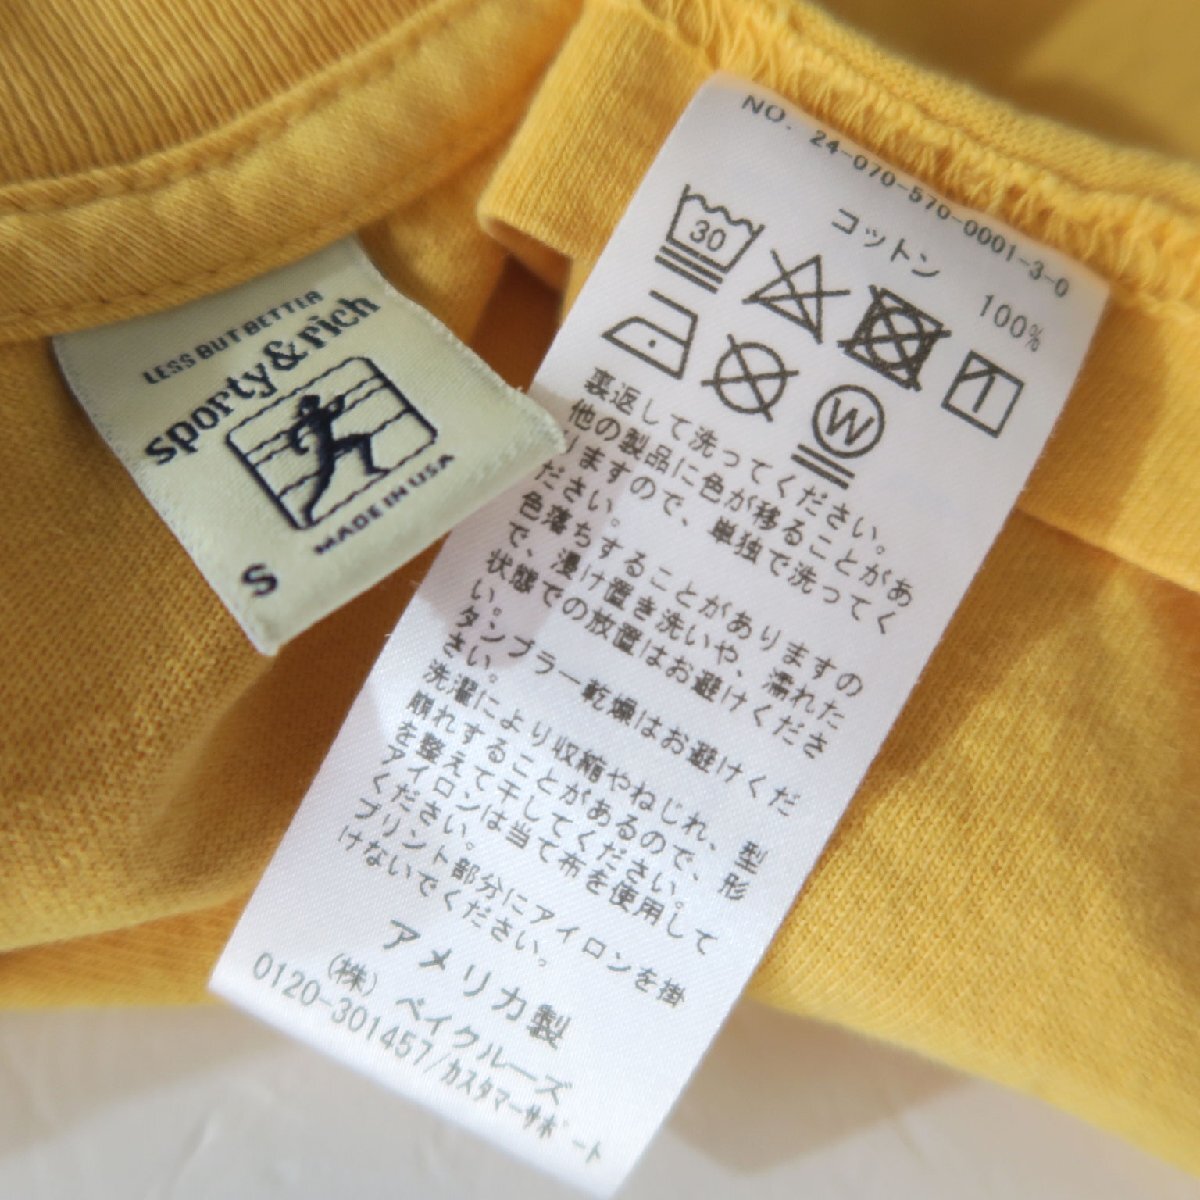 LESS BUT BETTER
sporty&rich
MADE IN USA
S
NO. 24-070-570-0001-3-0
コットン 100%
30
W
裏返して洗ってください。
他の製品に色が移ることがあ
りますので、単独で洗ってく
ださい。
色落ちすることがありますの
で、浸け置き洗いや、濡れた
状態での放置はお避けくださ
い。
タンブラー乾燥はお避けくだ
さい。
洗濯により収縮やねじれ、型
崩れすることがあるので、形
を整えて干してください。
アイロンは当て布を使用して
ください。
プリント部分にアイロンを掛
けないでください。
アメリカ製
(株) ベイクルーズ
0120-301457/カスタマーサポート